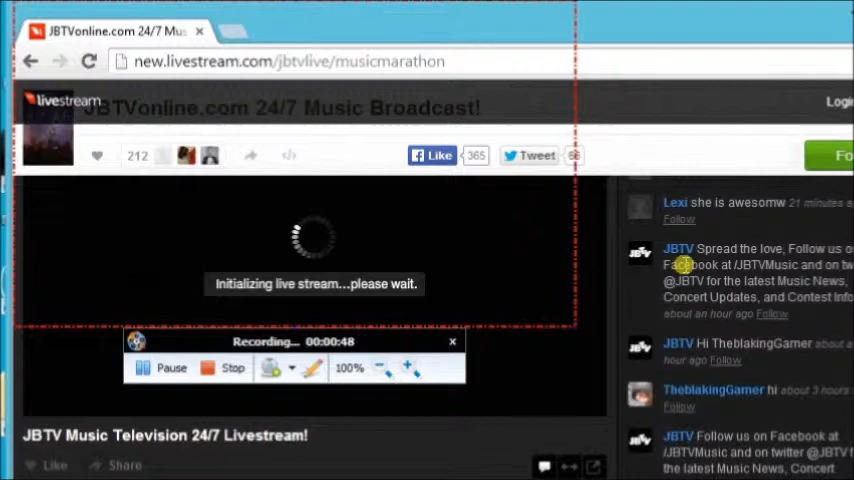 JBTVonline.com 24/7 Mus
new.livestream.com/jbtvlive/musicmarathon
livestream
Login
JBTVonline.com 24/7 Music Broadcast!
212
Like 365
Tweet
Fo
Lexi she is awesomw 21 minutes a
Follow
JBTV Spread the love, Follow us o
Facebook at /JBTVMusic and on tw
@JBTV for the latest Music News,
Concert Updates, and Contest Info
about an hour ago Follow
Initializing live stream...please wait.
Recording... 00:00:48
Pause Stop 100%
JBTV Hi TheblakingGamer about a
hour ago Follow
TheblakingGamer hi about 3 hours
Follow
JBTV Music Television 24/7 Livestream!
JBTV Follow us on Facebook at
/JBTVMusic and on twitter @JBTV f
the latest Music News, Concert
Like Share